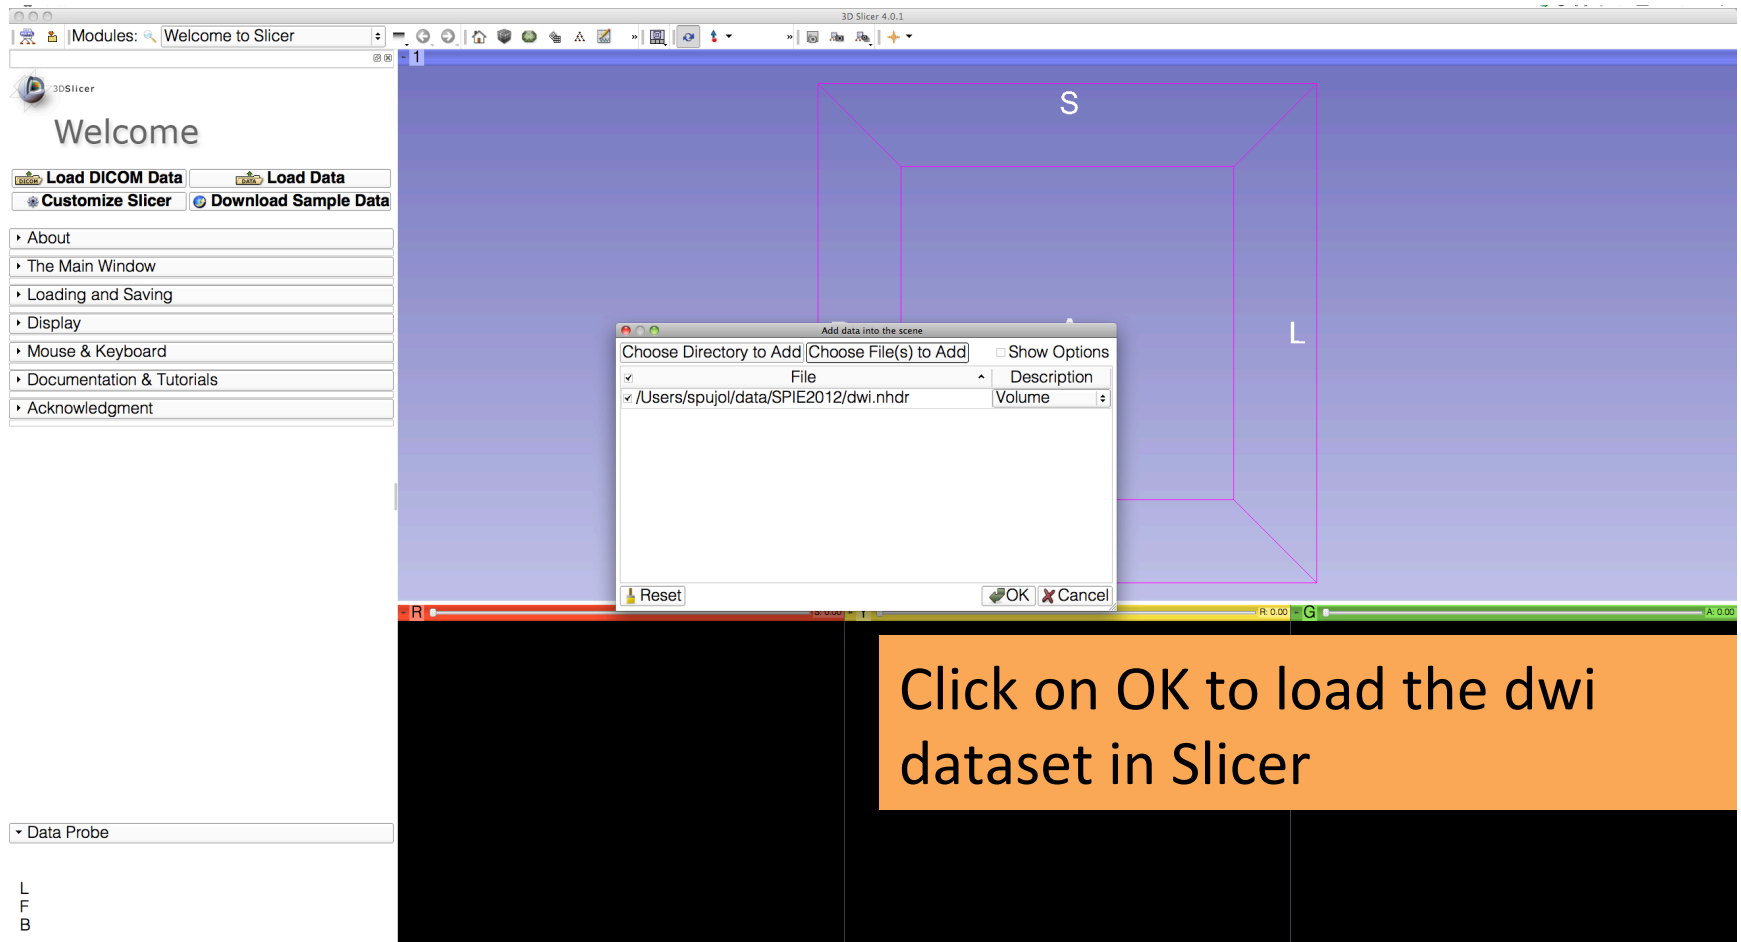 3D Slicer 4.0.1
Modules: Welcome to Slicer
1
3DSlicer
Welcome
DICOM Load DICOM Data DATA Load Data
Customize Slicer Download Sample Data
About
The Main Window
Loading and Saving
Display
Mouse & Keyboard
Documentation & Tutorials
Acknowledgment
S
L
Add data into the scene
Choose Directory to Add Choose File(s) to Add Show Options
File Description
/Users/spujol/data/SPIE2012/dwi.nhdr Volume
Reset OK Cancel
R S: 0.00 Y R: 0.00 G A: 0.00
Click on OK to load the dwi
dataset in Slicer
Data Probe
L
F
B